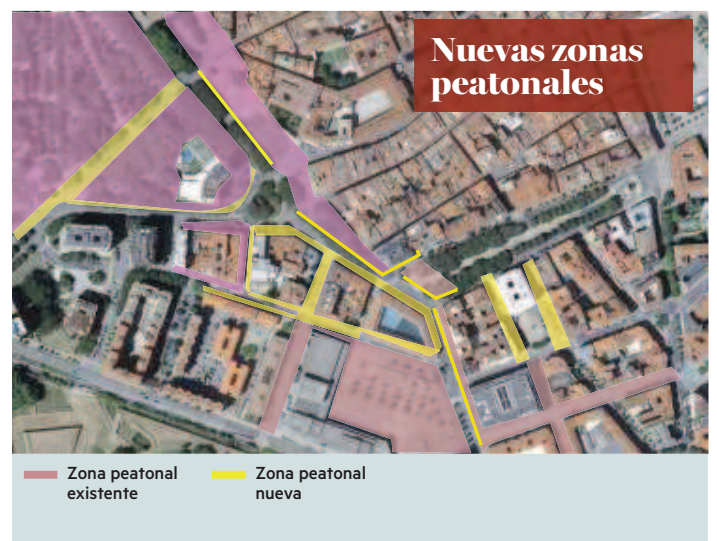 Nuevas zonas
peatonales
Zona peatonal
existente
Zona peatonal
nueva